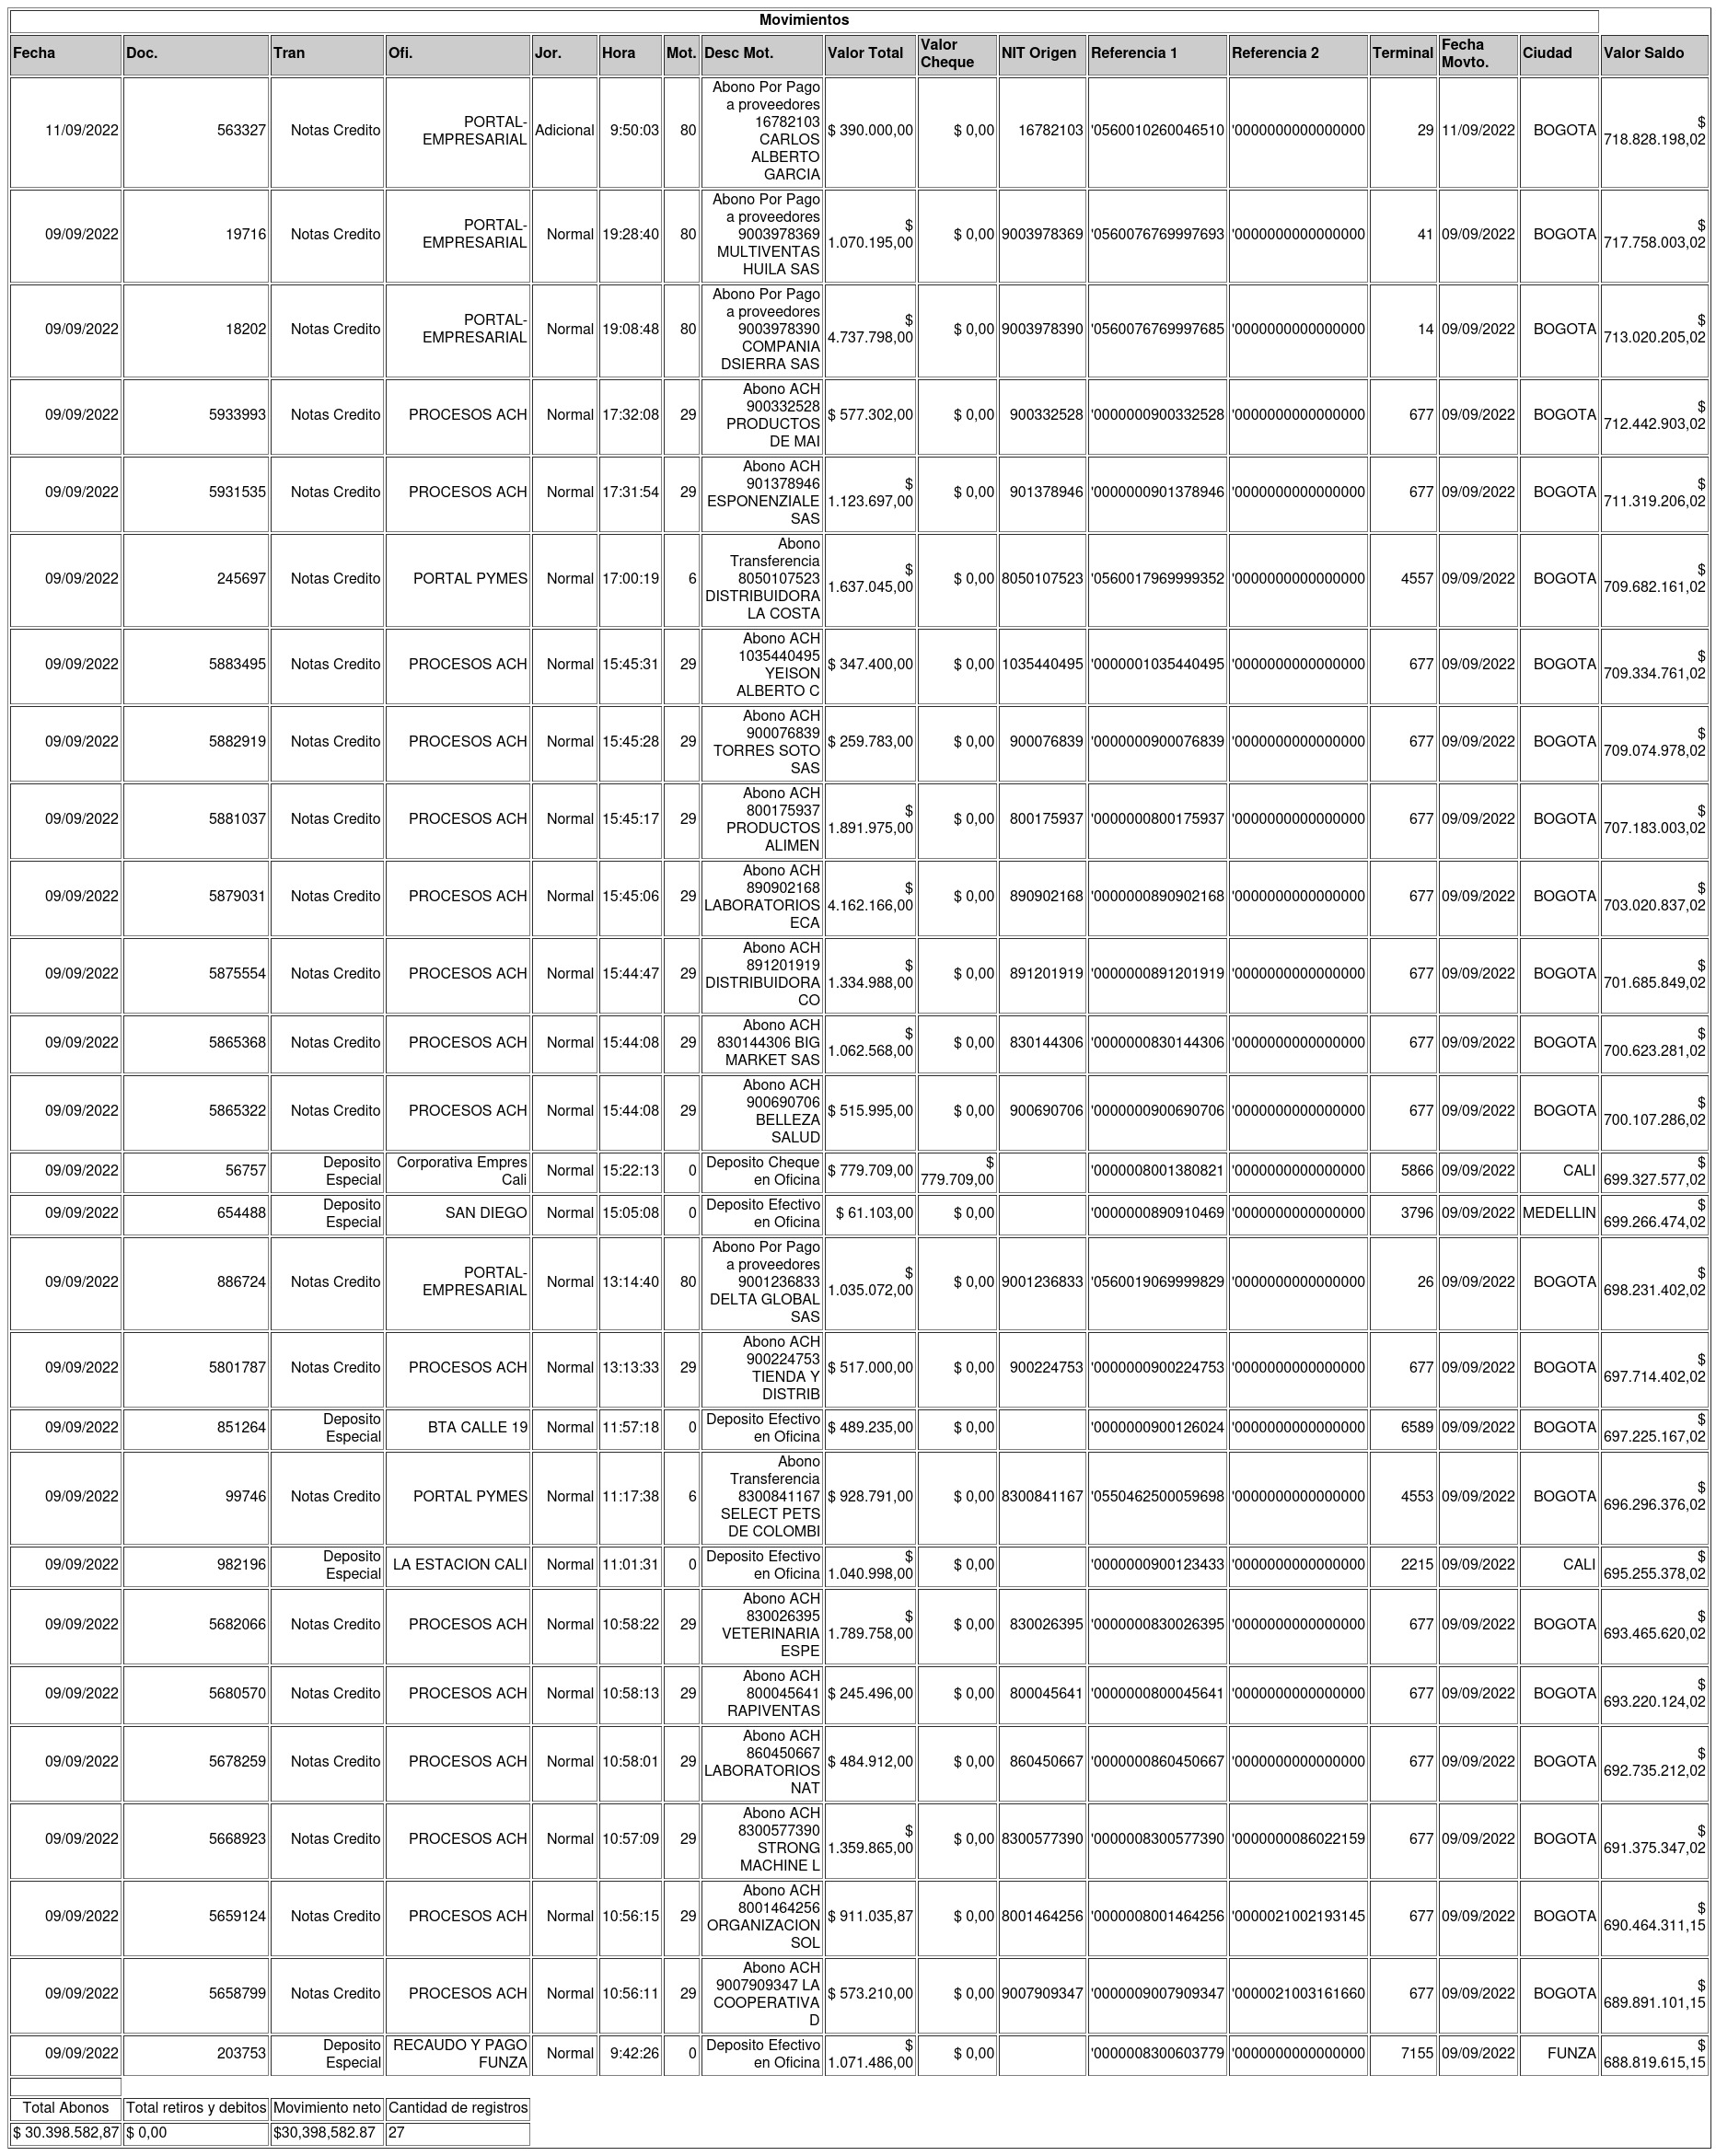 Movimientos
Fecha Doc. Tran Ofi. Jor. Hora Mot. Desc Mot. Valor Total Valor Cheque NIT Origen Referencia 1 Referencia 2 Terminal Fecha Movto. Ciudad Valor Saldo
11/09/2022 563327 Notas Credito PORTAL-EMPRESARIAL Adicional 9:50:03 80 Abono Por Pago a proveedores 16782103 CARLOS ALBERTO GARCIA $ 390.000,00 $ 0,00 16782103 '0560010260046510 '0000000000000000 29 11/09/2022 BOGOTA $ 718.828.198,02
09/09/2022 19716 Notas Credito PORTAL-EMPRESARIAL Normal 19:28:40 80 Abono Por Pago a proveedores 9003978369 MULTIVENTAS HUILA SAS $ 1.070.195,00 $ 0,00 9003978369 '0560076769997693 '0000000000000000 41 09/09/2022 BOGOTA $ 717.758.003,02
09/09/2022 18202 Notas Credito PORTAL-EMPRESARIAL Normal 19:08:48 80 Abono Por Pago a proveedores 9003978390 COMPANIA DSIERRA SAS $ 4.737.798,00 $ 0,00 9003978390 '0560076769997685 '0000000000000000 14 09/09/2022 BOGOTA $ 713.020.205,02
09/09/2022 5933993 Notas Credito PROCESOS ACH Normal 17:32:08 29 Abono ACH 900332528 PRODUCTOS DE MAI $ 577.302,00 $ 0,00 900332528 '0000000900332528 '0000000000000000 677 09/09/2022 BOGOTA $ 712.442.903,02
09/09/2022 5931535 Notas Credito PROCESOS ACH Normal 17:31:54 29 Abono ACH 901378946 ESPONENZIALE SAS $ 1.123.697,00 $ 0,00 901378946 '0000000901378946 '0000000000000000 677 09/09/2022 BOGOTA $ 711.319.206,02
09/09/2022 245697 Notas Credito PORTAL PYMES Normal 17:00:19 6 Abono Transferencia 8050107523 DISTRIBUIDORA LA COSTA $ 1.637.045,00 $ 0,00 8050107523 '0560017969999352 '0000000000000000 4557 09/09/2022 BOGOTA $ 709.682.161,02
09/09/2022 5883495 Notas Credito PROCESOS ACH Normal 15:45:31 29 Abono ACH 1035440495 YEISON ALBERTO C $ 347.400,00 $ 0,00 1035440495 '0000001035440495 '0000000000000000 677 09/09/2022 BOGOTA $ 709.334.761,02
09/09/2022 5882919 Notas Credito PROCESOS ACH Normal 15:45:28 29 Abono ACH 900076839 TORRES SOTO SAS $ 259.783,00 $ 0,00 900076839 '0000000900076839 '0000000000000000 677 09/09/2022 BOGOTA $ 709.074.978,02
09/09/2022 5881037 Notas Credito PROCESOS ACH Normal 15:45:17 29 Abono ACH 800175937 PRODUCTOS ALIMEN $ 1.891.975,00 $ 0,00 800175937 '0000000800175937 '0000000000000000 677 09/09/2022 BOGOTA $ 707.183.003,02
09/09/2022 5879031 Notas Credito PROCESOS ACH Normal 15:45:06 29 Abono ACH 890902168 LABORATORIOS ECA $ 4.162.166,00 $ 0,00 890902168 '0000000890902168 '0000000000000000 677 09/09/2022 BOGOTA $ 703.020.837,02
09/09/2022 5875554 Notas Credito PROCESOS ACH Normal 15:44:47 29 Abono ACH 891201919 DISTRIBUIDORA CO $ 1.334.988,00 $ 0,00 891201919 '0000000891201919 '0000000000000000 677 09/09/2022 BOGOTA $ 701.685.849,02
09/09/2022 5865368 Notas Credito PROCESOS ACH Normal 15:44:08 29 Abono ACH 830144306 BIG MARKET SAS $ 1.062.568,00 $ 0,00 830144306 '0000000830144306 '0000000000000000 677 09/09/2022 BOGOTA $ 700.623.281,02
09/09/2022 5865322 Notas Credito PROCESOS ACH Normal 15:44:08 29 Abono ACH 900690706 BELLEZA SALUD $ 515.995,00 $ 0,00 900690706 '0000000900690706 '0000000000000000 677 09/09/2022 BOGOTA $ 700.107.286,02
09/09/2022 56757 Deposito Especial Corporativa Empres Cali Normal 15:22:13 0 Deposito Cheque en Oficina $ 779.709,00 $ 779.709,00 '0000008001380821 '0000000000000000 5866 09/09/2022 CALI $ 699.327.577,02
09/09/2022 654488 Deposito Especial SAN DIEGO Normal 15:05:08 0 Deposito Efectivo en Oficina $ 61.103,00 $ 0,00 '0000000890910469 '0000000000000000 3796 09/09/2022 MEDELLIN $ 699.266.474,02
09/09/2022 886724 Notas Credito PORTAL-EMPRESARIAL Normal 13:14:40 80 Abono Por Pago a proveedores 9001236833 DELTA GLOBAL SAS $ 1.035.072,00 $ 0,00 9001236833 '0560019069999829 '0000000000000000 26 09/09/2022 BOGOTA $ 698.231.402,02
09/09/2022 5801787 Notas Credito PROCESOS ACH Normal 13:13:33 29 Abono ACH 900224753 TIENDA Y DISTRIB $ 517.000,00 $ 0,00 900224753 '0000000900224753 '0000000000000000 677 09/09/2022 BOGOTA $ 697.714.402,02
09/09/2022 851264 Deposito Especial BTA CALLE 19 Normal 11:57:18 0 Deposito Efectivo en Oficina $ 489.235,00 $ 0,00 '0000000900126024 '0000000000000000 6589 09/09/2022 BOGOTA $ 697.225.167,02
09/09/2022 99746 Notas Credito PORTAL PYMES Normal 11:17:38 6 Abono Transferencia 8300841167 SELECT PETS DE COLOMBI $ 928.791,00 $ 0,00 8300841167 '0550462500059698 '0000000000000000 4553 09/09/2022 BOGOTA $ 696.296.376,02
09/09/2022 982196 Deposito Especial LA ESTACION CALI Normal 11:01:31 0 Deposito Efectivo en Oficina $ 1.040.998,00 $ 0,00 '0000000900123433 '0000000000000000 2215 09/09/2022 CALI $ 695.255.378,02
09/09/2022 5682066 Notas Credito PROCESOS ACH Normal 10:58:22 29 Abono ACH 830026395 VETERINARIA ESPE $ 1.789.758,00 $ 0,00 830026395 '0000000830026395 '0000000000000000 677 09/09/2022 BOGOTA $ 693.465.620,02
09/09/2022 5680570 Notas Credito PROCESOS ACH Normal 10:58:13 29 Abono ACH 800045641 RAPIVENTAS $ 245.496,00 $ 0,00 800045641 '0000000800045641 '0000000000000000 677 09/09/2022 BOGOTA $ 693.220.124,02
09/09/2022 5678259 Notas Credito PROCESOS ACH Normal 10:58:01 29 Abono ACH 860450667 LABORATORIOS NAT $ 484.912,00 $ 0,00 860450667 '0000000860450667 '0000000000000000 677 09/09/2022 BOGOTA $ 692.735.212,02
09/09/2022 5668923 Notas Credito PROCESOS ACH Normal 10:57:09 29 Abono ACH 8300577390 STRONG MACHINE L $ 1.359.865,00 $ 0,00 8300577390 '0000008300577390 '0000000086022159 677 09/09/2022 BOGOTA $ 691.375.347,02
09/09/2022 5659124 Notas Credito PROCESOS ACH Normal 10:56:15 29 Abono ACH 8001464256 ORGANIZACION SOL $ 911.035,87 $ 0,00 8001464256 '0000008001464256 '0000021002193145 677 09/09/2022 BOGOTA $ 690.464.311,15
09/09/2022 5658799 Notas Credito PROCESOS ACH Normal 10:56:11 29 Abono ACH 9007909347 LA COOPERATIVA D $ 573.210,00 $ 0,00 9007909347 '0000009007909347 '0000021003161660 677 09/09/2022 BOGOTA $ 689.891.101,15
09/09/2022 203753 Deposito Especial RECAUDO Y PAGO FUNZA Normal 9:42:26 0 Deposito Efectivo en Oficina $ 1.071.486,00 $ 0,00 '0000008300603779 '0000000000000000 7155 09/09/2022 FUNZA $ 688.819.615,15
Total Abonos Total retiros y debitos Movimiento neto Cantidad de registros
$ 30.398.582,87 $ 0,00 $30,398,582.87 27